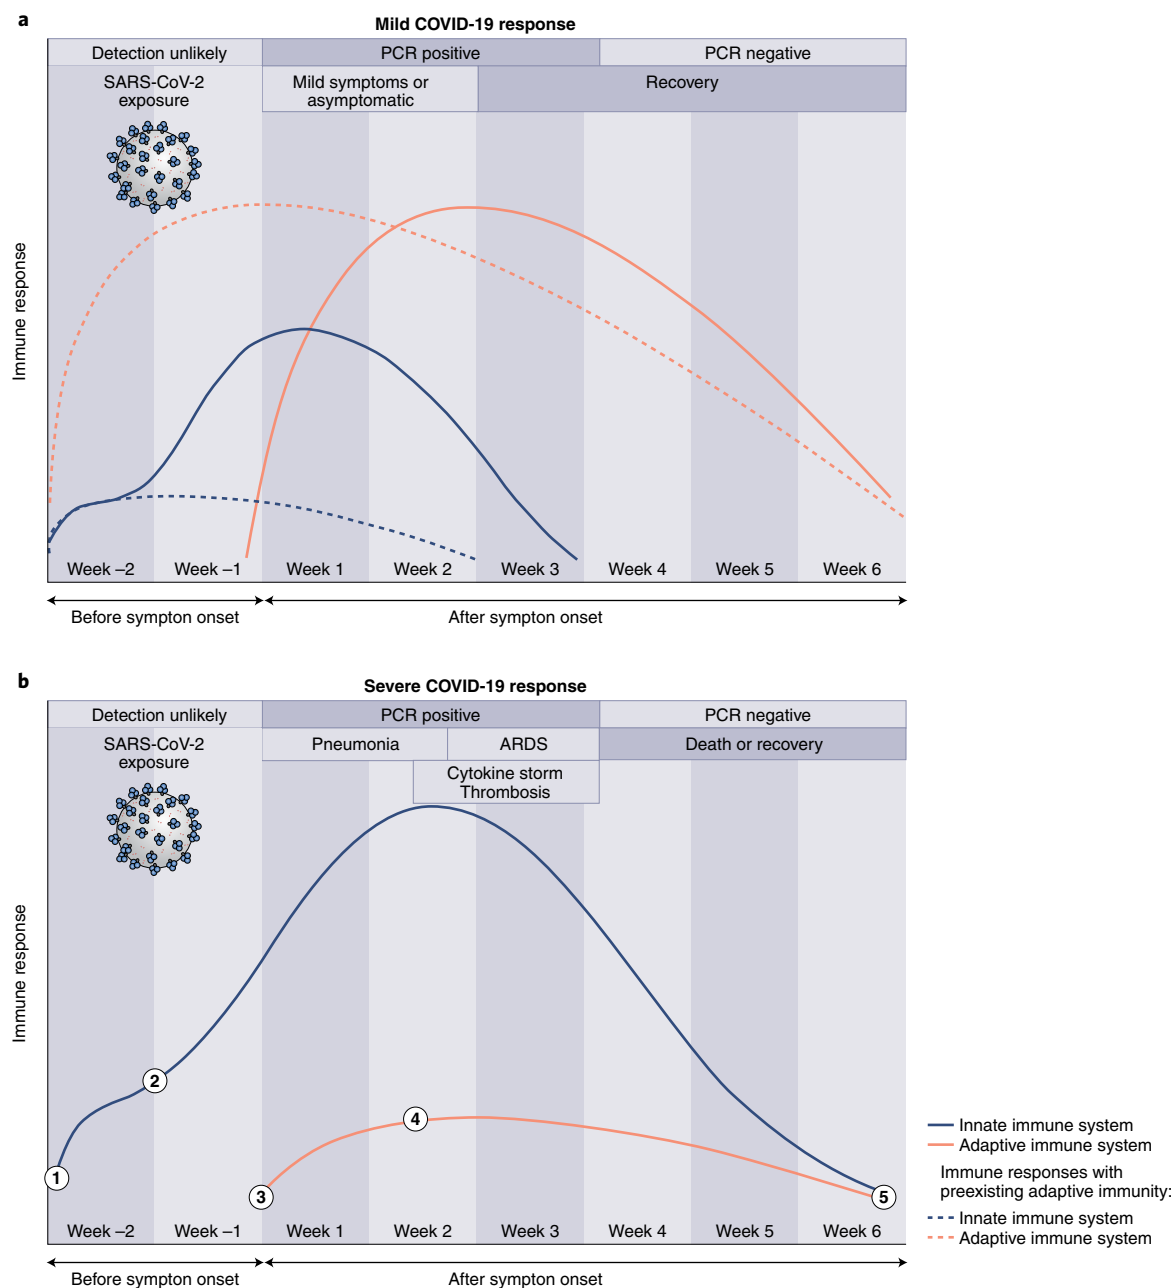 a
Mild COVID-19 response
Detection unlikely
PCR positive
PCR negative
SARS-CoV-2
exposure
Mild symptoms or
asymptomatic
Recovery
Immune response
Week –2
Week –1
Week 1
Week 2
Week 3
Week 4
Week 5
Week 6
Before sympton onset
After sympton onset
b
Severe COVID-19 response
Detection unlikely
PCR positive
PCR negative
SARS-CoV-2
exposure
Pneumonia
ARDS
Death or recovery
Cytokine storm
Thrombosis
Immune response
1
2
3
4
5
Week –2
Week –1
Week 1
Week 2
Week 3
Week 4
Week 5
Week 6
Before sympton onset
After sympton onset
Innate immune system
Adaptive immune system
Immune responses with
preexisting adaptive immunity:
Innate immune system
Adaptive immune system